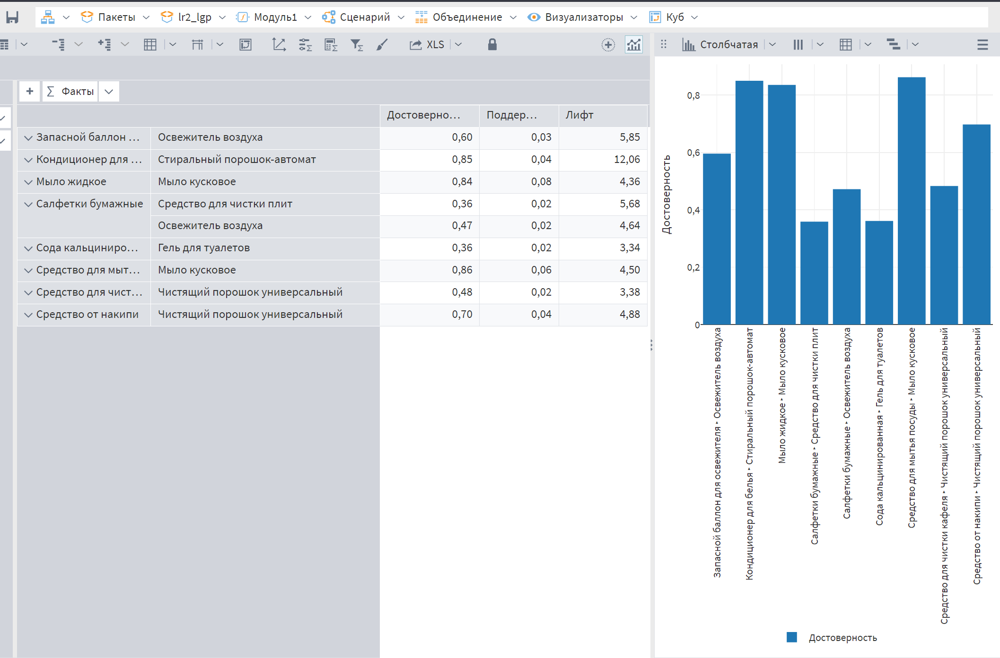 Пакеты lr2_lgp Модуль1 Сценарий Объединение Визуализаторы Куб
XLS
Столбчатая
Σ Факты
Достоверно... Поддер... Лифт
Запасной баллон ... Освежитель воздуха 0,60 0,03 5,85
Кондиционер для ... Стиральный порошок-автомат 0,85 0,04 12,06
Мыло жидкое Мыло кусковое 0,84 0,08 4,36
Салфетки бумажные Средство для чистки плит 0,36 0,02 5,68
Освежитель воздуха 0,47 0,02 4,64
Сода кальциниро... Гель для туалетов 0,36 0,02 3,34
Средство для мыт... Мыло кусковое 0,86 0,06 4,50
Средство для чист... Чистящий порошок универсальный 0,48 0,02 3,38
Средство от накипи Чистящий порошок универсальный 0,70 0,04 4,88
Достоверность
0,8
0,6
0,4
0,2
0
Запасной баллон для освежителя ‣ Освежитель воздуха
Кондиционер для белья ‣ Стиральный порошок-автомат
Мыло жидкое ‣ Мыло кусковое
Салфетки бумажные ‣ Средство для чистки плит
Салфетки бумажные ‣ Освежитель воздуха
Сода кальцинированная ‣ Гель для туалетов
Средство для мытья посуды ‣ Мыло кусковое
Средство для чистки кафеля ‣ Чистящий порошок универсальный
Средство от накипи ‣ Чистящий порошок универсальный
Достоверность